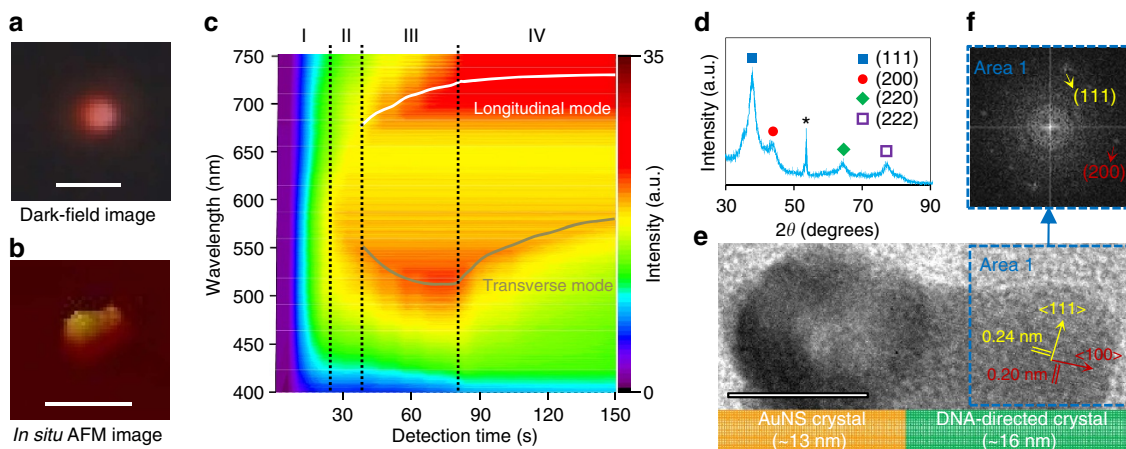 a
Dark-field image
b
In situ AFM image
c
I II III IV
750
700
650
600
550
500
450
400
Wavelength (nm)
30 60 90 120 150
Detection time (s)
Longitudinal mode
Transverse mode
35
0
Intensity (a.u.)
d
Intensity (a.u.)
(111)
(200)
(220)
(222)
*
30 50 70 90
2θ (degrees)
f
Area 1
(111)
(200)
e
Area 1
<111>
0.24 nm
<100>
0.20 nm
AuNS crystal
(~13 nm)
DNA-directed crystal
(~16 nm)